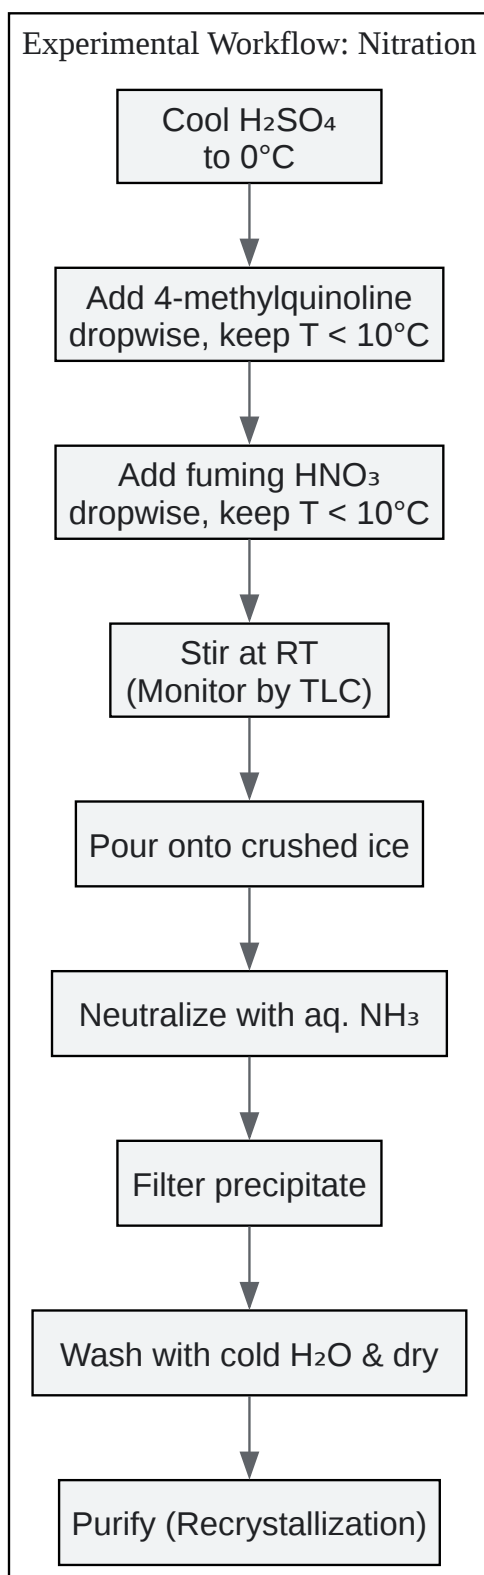 Experimental Workflow: Nitration
Cool H₂SO₄
to 0°C
Add 4-methylquinoline
dropwise, keep T < 10°C
Add fuming HNO₃
dropwise, keep T < 10°C
Stir at RT
(Monitor by TLC)
Pour onto crushed ice
Neutralize with aq. NH₃
Filter precipitate
Wash with cold H₂O & dry
Purify (Recrystallization)